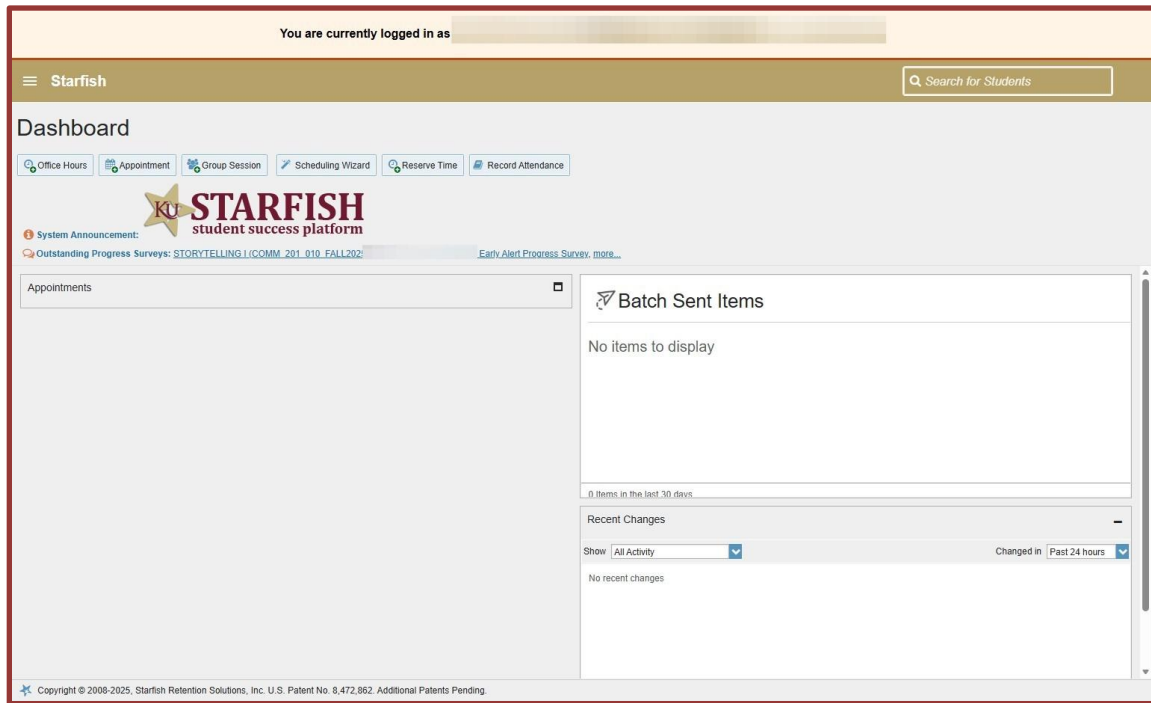 You are currently logged in as
Starfish
Search for Students
Dashboard
Office Hours
Appointment
Group Session
Scheduling Wizard
Reserve Time
Record Attendance
KU STARFISH
student success platform
System Announcement:
Outstanding Progress Surveys: STORYTELLING I (COMM_201_010_FALL202 Early Alert Progress Survey, more...
Appointments
Batch Sent Items
No items to display
0 Items in the last 30 days
Recent Changes
Show All Activity
Changed in Past 24 hours
No recent changes
Copyright © 2008-2025, Starfish Retention Solutions, Inc. U.S. Patent No. 8,472,862. Additional Patents Pending.